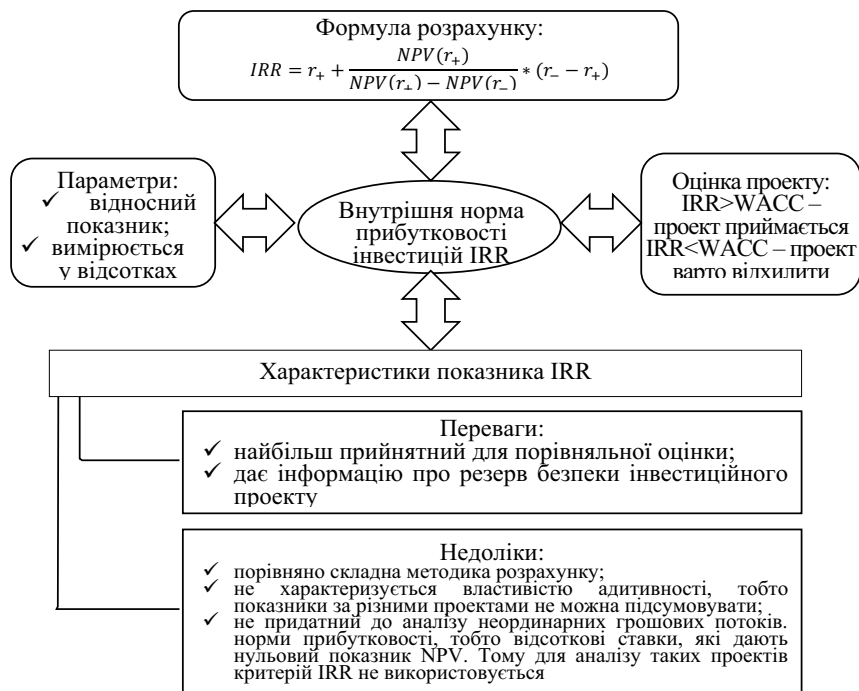 Формула розрахунку:
IRR = r₊ + NPV(r₊) / (NPV(r₊) − NPV(r₋)) * (r₋ − r₊)
Параметри:
✓ відносний
показник;
✓ вимірюється
у відсотках
Внутрішня норма
прибутковості
інвестицій IRR
Оцінка проекту:
IRR>WACC –
проект приймається
IRR<WACC – проект
варто відхилити
Характеристики показника IRR
Переваги:
✓ найбільш прийнятний для порівняльної оцінки;
✓ дає інформацію про резерв безпеки інвестиційного
проекту
Недоліки:
✓ порівняно складна методика розрахунку;
✓ не характеризується властивістю адитивності, тобто
показники за різними проектами не можна підсумовувати;
✓ не придатний до аналізу неординарних грошових потоків.
норми прибутковості, тобто відсоткові ставки, які дають
нульовий показник NPV. Тому для аналізу таких проектів
критерій IRR не використовується